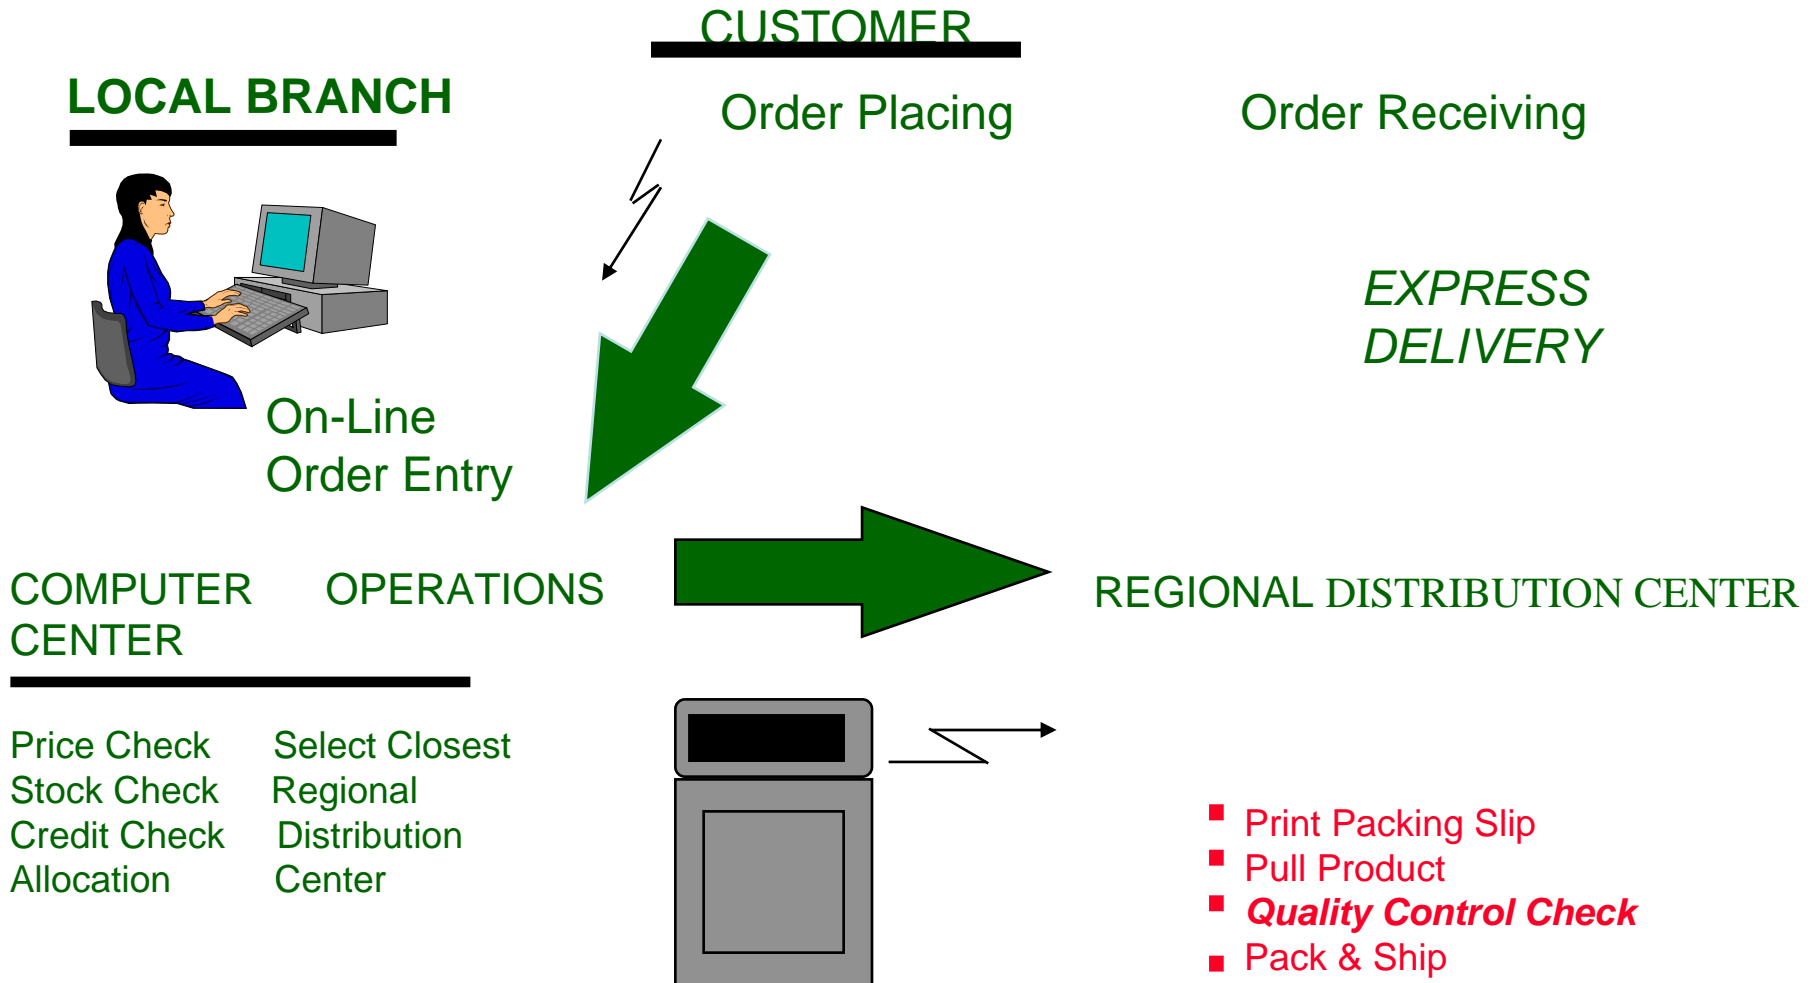 CUSTOMER
LOCAL BRANCH
Order Placing
Order Receiving
EXPRESS
DELIVERY
On-Line
Order Entry
COMPUTER OPERATIONS
CENTER
REGIONAL DISTRIBUTION CENTER
Price Check Select Closest
Stock Check Regional
Credit Check Distribution
Allocation Center
▪ Print Packing Slip
▪ Pull Product
▪ Quality Control Check
▪ Pack & Ship